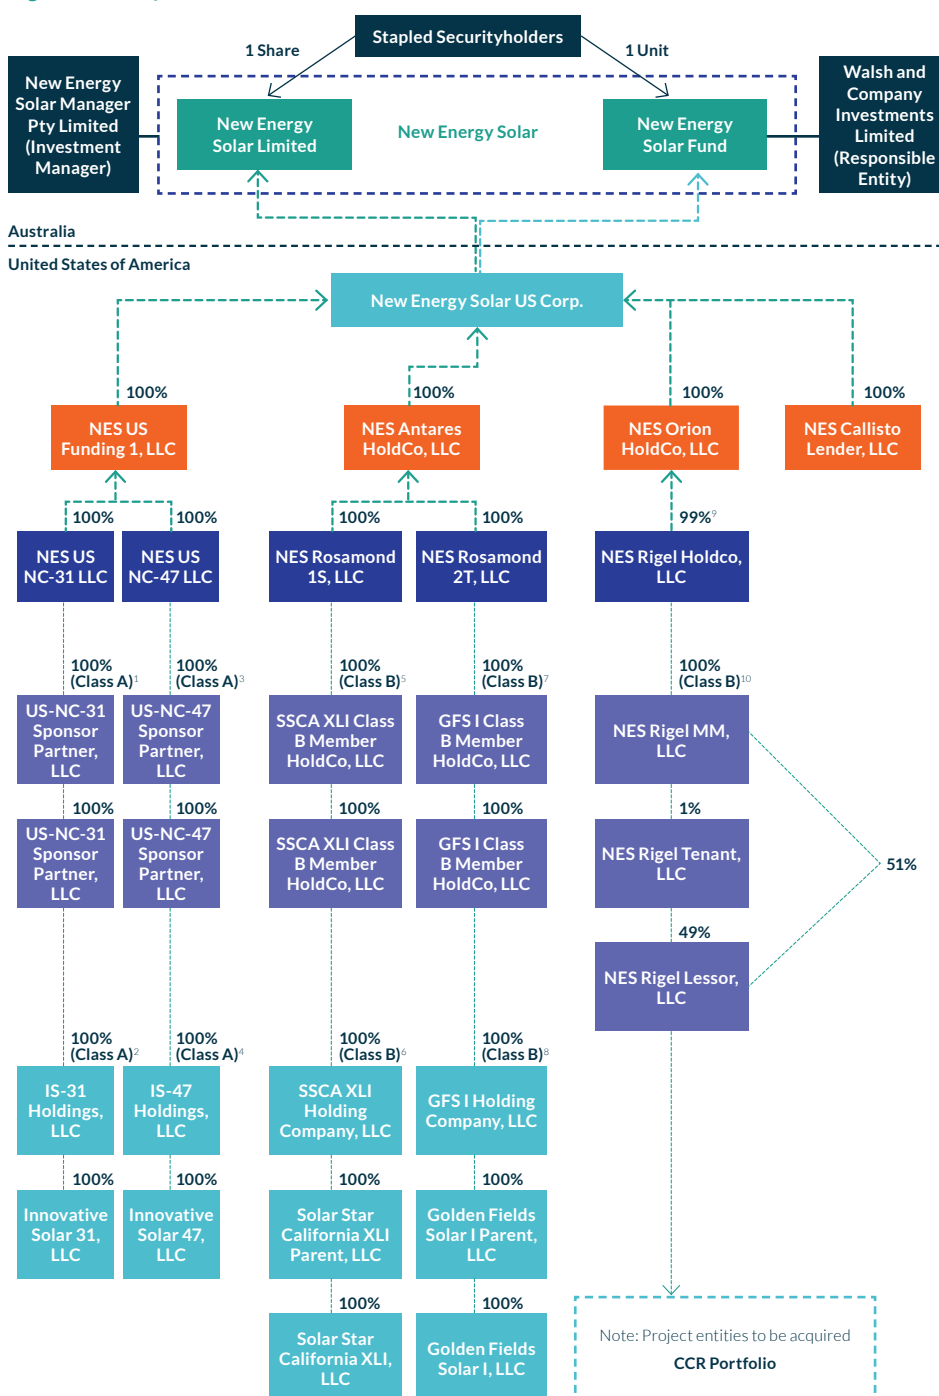 Stapled Securityholders
1 Share
1 Unit
New Energy
Solar Manager
Pty Limited
(Investment
Manager)
New Energy
Solar Limited
New Energy Solar
New Energy
Solar Fund
Walsh and
Company
Investments
Limited
(Responsible
Entity)
Australia
United States of America
New Energy Solar US Corp.
100%
100%
100%
100%
NES US
Funding 1, LLC
NES Antares
HoldCo, LLC
NES Orion
HoldCo, LLC
NES Callisto
Lender, LLC
100%
100%
100%
100%
99%9
NES US
NC-31 LLC
NES US
NC-47 LLC
NES Rosamond
1S, LLC
NES Rosamond
2T, LLC
NES Rigel Holdco,
LLC
100%
(Class A)1
100%
(Class A)3
100%
(Class B)5
100%
(Class B)7
100%
(Class B)10
US-NC-31
Sponsor
Partner,
LLC
US-NC-47
Sponsor
Partner,
LLC
SSCA XLI Class
B Member
HoldCo, LLC
GFS I Class
B Member
HoldCo, LLC
NES Rigel MM,
LLC
100%
100%
100%
100%
1%
US-NC-31
Sponsor
Partner,
LLC
US-NC-47
Sponsor
Partner,
LLC
SSCA XLI Class
B Member
HoldCo, LLC
GFS I Class
B Member
HoldCo, LLC
NES Rigel Tenant,
LLC
51%
49%
NES Rigel Lessor,
LLC
100%
(Class A)2
100%
(Class A)4
100%
(Class B)6
100%
(Class B)8
IS-31
Holdings,
LLC
IS-47
Holdings,
LLC
SSCA XLI
Holding
Company, LLC
GFS I Holding
Company, LLC
100%
100%
100%
100%
Innovative
Solar 31,
LLC
Innovative
Solar 47,
LLC
Solar Star
California XLI
Parent, LLC
Golden Fields
Solar I Parent,
LLC
100%
100%
Solar Star
California XLI,
LLC
Golden Fields
Solar I, LLC
Note: Project entities to be acquired
CCR Portfolio